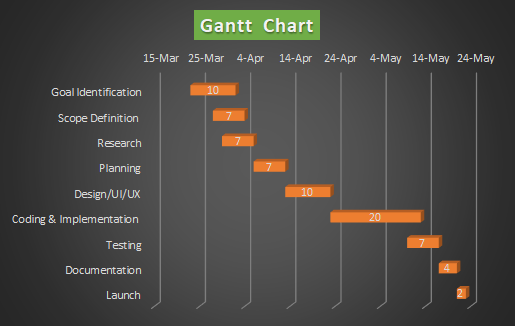 Gantt Chart
15-Mar 25-Mar 4-Apr 14-Apr 24-Apr 4-May 14-May 24-May
Goal Identification 10
Scope Definition 7
Research 7
Planning 7
Design/UI/UX 10
Coding & Implementation 20
Testing 7
Documentation 4
Launch 2